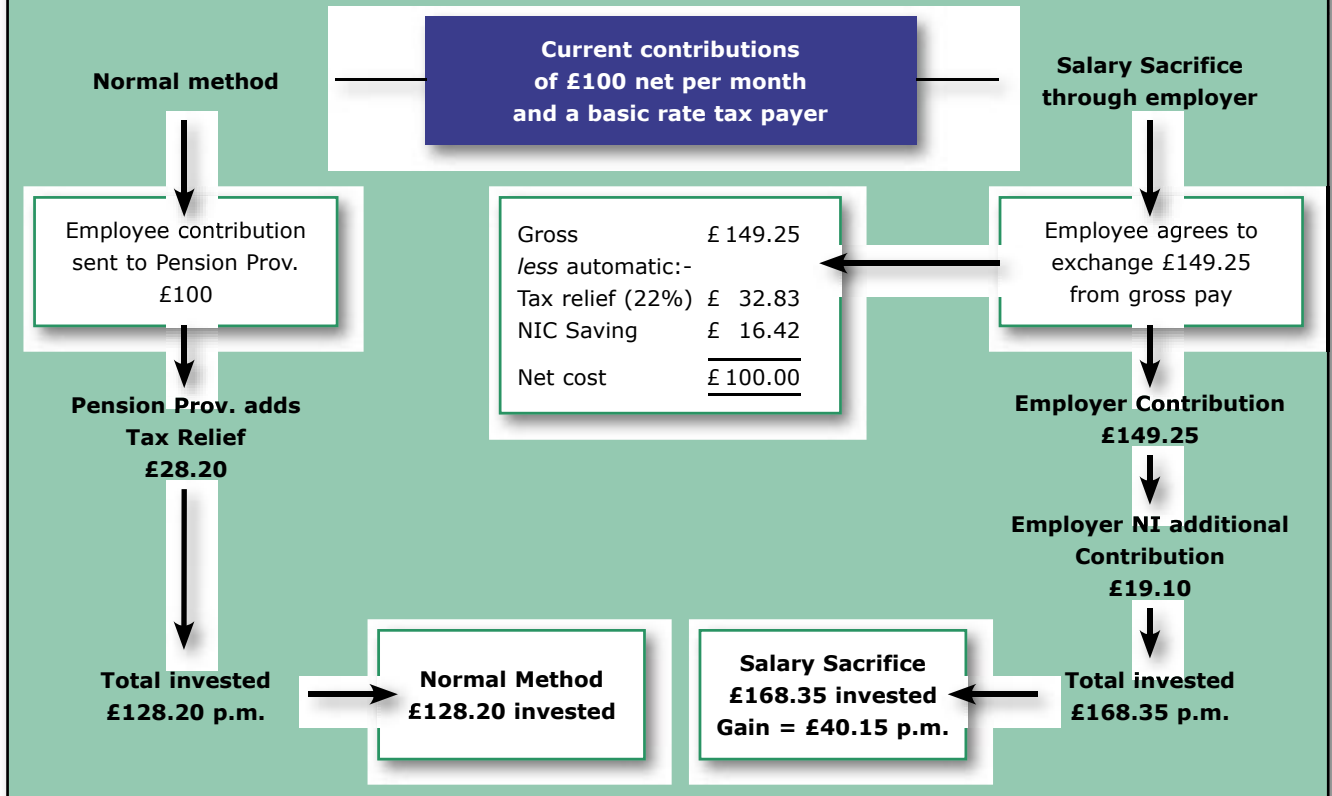 Current contributions
of £100 net per month
and a basic rate tax payer
Normal method
Employee contribution
sent to Pension Prov.
£100
Pension Prov. adds
Tax Relief
£28.20
Total invested
£128.20 p.m.
Normal Method
£128.20 invested
Salary Sacrifice
through employer
Employee agrees to
exchange £149.25
from gross pay
Gross £ 149.25
less automatic:-
Tax relief (22%) £ 32.83
NIC Saving £ 16.42
Net cost £ 100.00
Employer Contribution
£149.25
Employer NI additional
Contribution
£19.10
Total invested
£168.35 p.m.
Salary Sacrifice
£168.35 invested
Gain = £40.15 p.m.